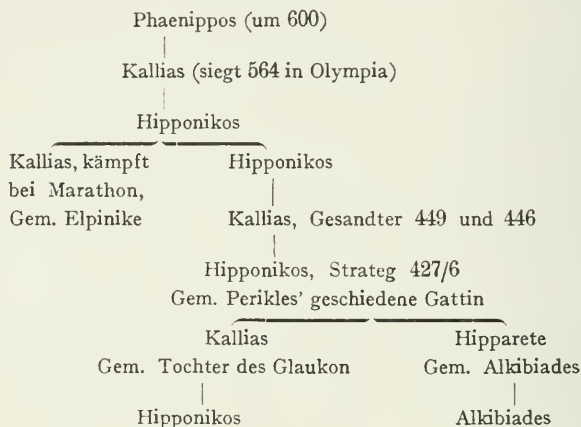 Phaenippos (um 600)
Kallias (siegt 564 in Olympia)
Hipponikos
Kallias, kämpft
bei Marathon,
Gem. Elpinike
Hipponikos
Kallias, Gesandter 449 und 446
Hipponikos, Strateg 427/6
Gem. Perikles' geschiedene Gattin
Kallias
Gem. Tochter des Glaukon
Hipponikos
Hipparete
Gem. Alkibiades
Alkibiades